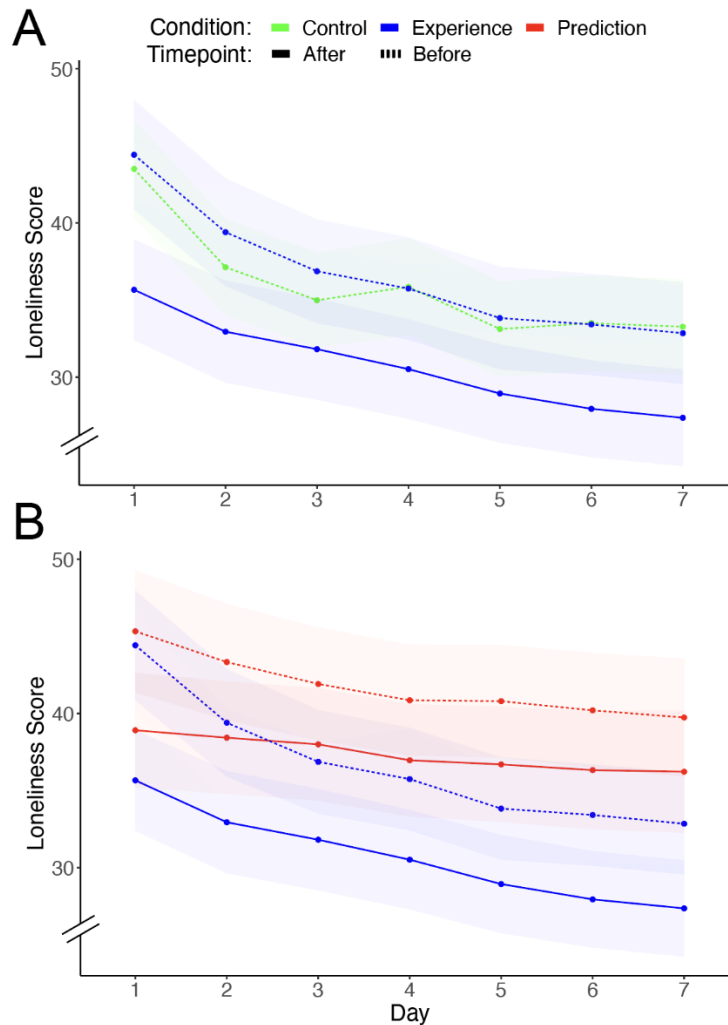 A
Condition: Control Experience Prediction
Timepoint: After Before
50
40
30
Loneliness Score
1 2 3 4 5 6 7
B
50
40
30
Loneliness Score
1 2 3 4 5 6 7
Day